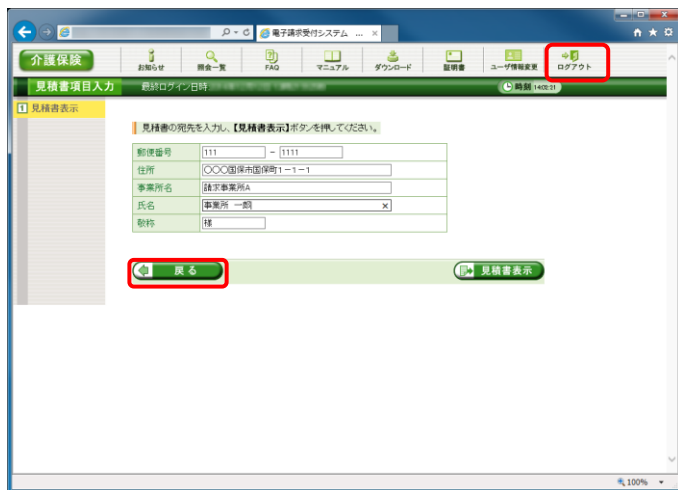 電子請求受付システム ...
介護保険
お知らせ 照会一覧 FAQ マニュアル ダウンロード 証明書 ユーザ情報変更 ログアウト
見積書項目入力 最終ログイン日時 時刻 14:02:31
1 見積書表示
見積書の宛先を入力し、【見積書表示】ボタンを押してください。
郵便番号 111 - 1111
住所 〇〇〇国保市国保町1-1-1
事業所名 請求事業所A
氏名 事業所 一郎
敬称 様
戻る 見積書表示
100%